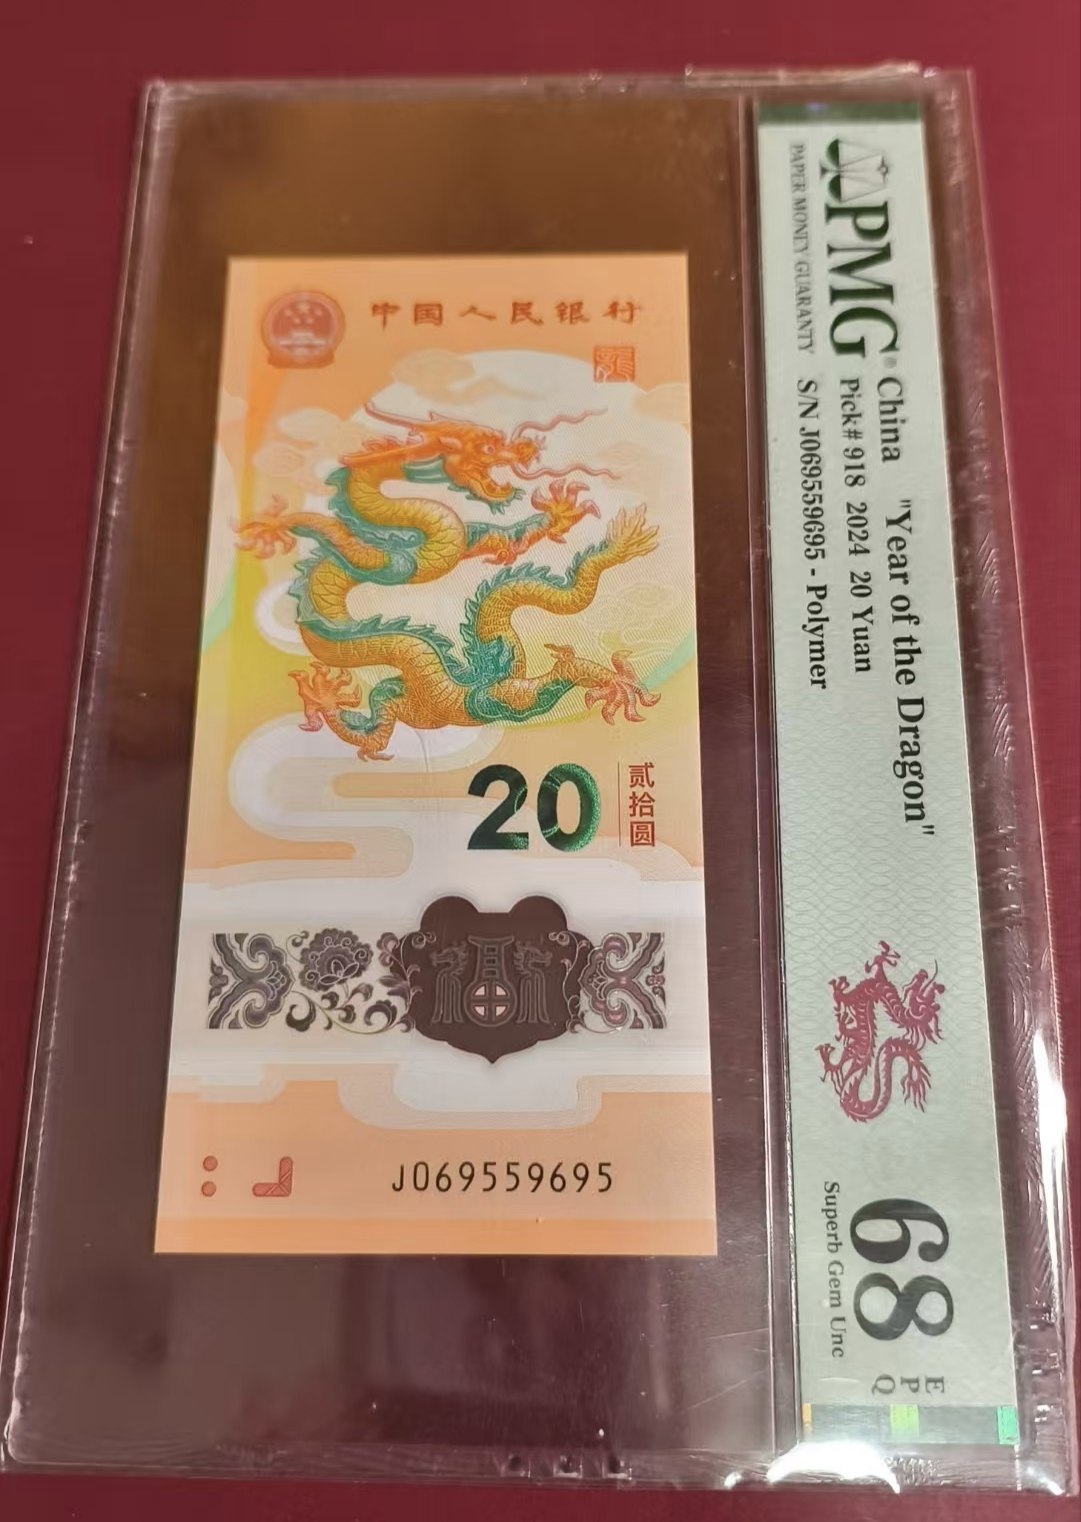 中国人民银行
龍
20
贰拾圆
J069559695
PMG®
PAPER MONEY GUARANTY
China "Year of the Dragon"
Pick# 918 2024 20 Yuan
S/N J069559695 - Polymer
68 EPQ
Superb Gem Unc